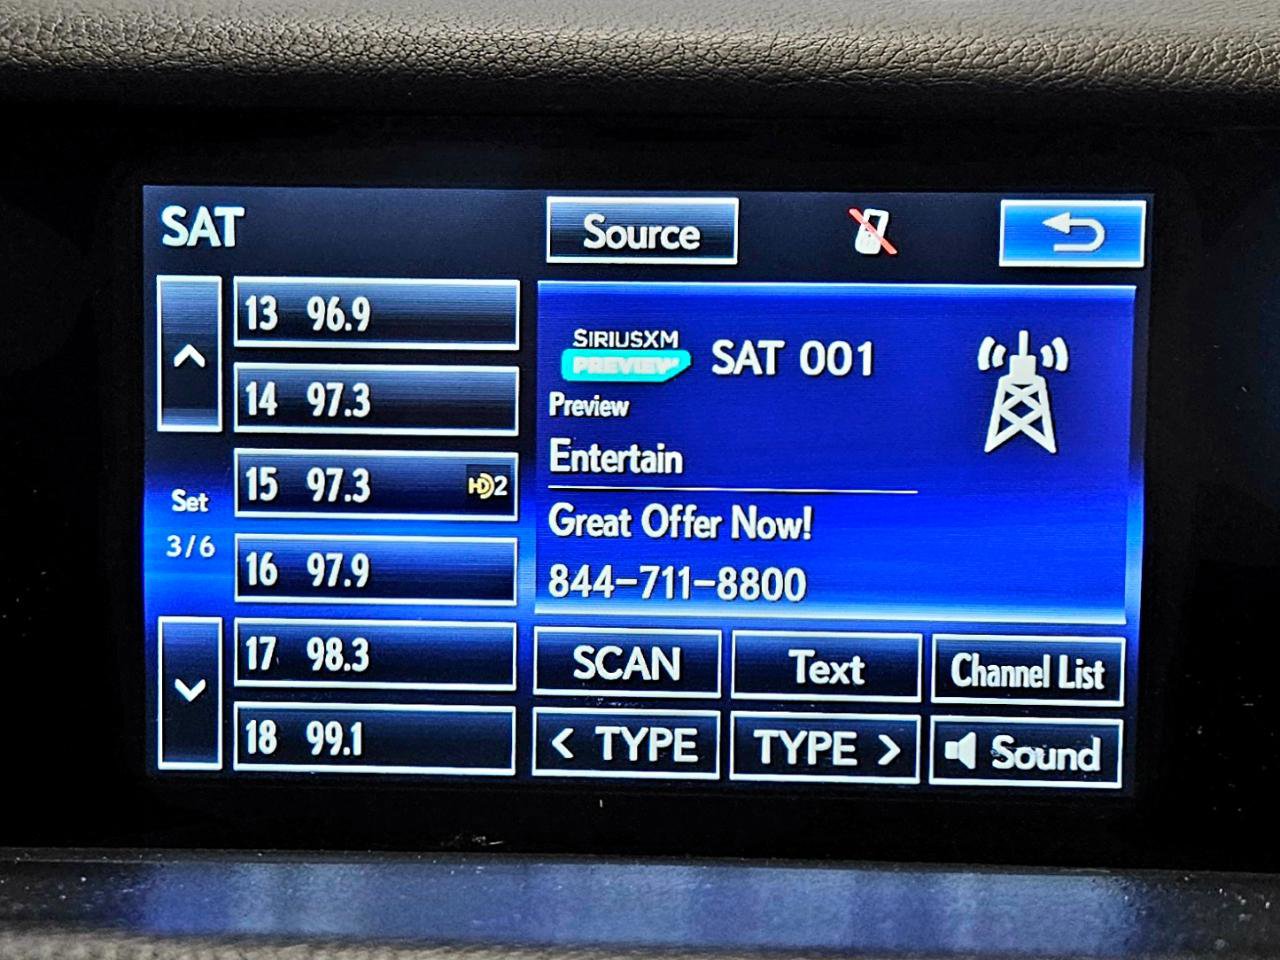 SAT
Source
13 96.9
14 97.3
15 97.3 HD2
16 97.9
17 98.3
18 99.1
Set
3/6
SIRIUSXM
PREVIEW
SAT 001
Preview
Entertain
Great Offer Now!
844-711-8800
SCAN
Text
Channel List
< TYPE
TYPE >
Sound